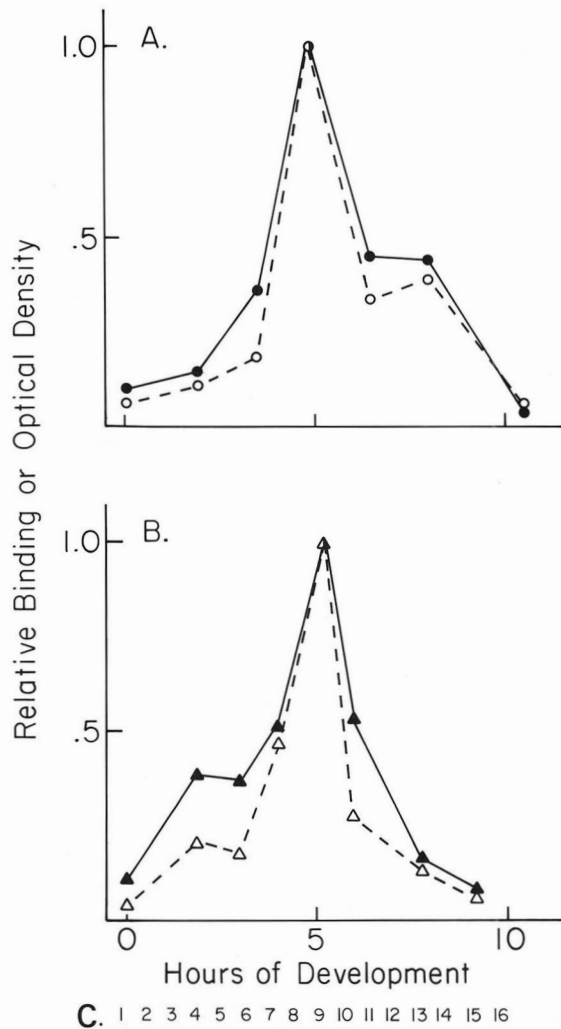 A.
1.0
.5
Relative Binding or Optical Density
B.
1.0
.5
0 5 10
Hours of Development
C. 1 2 3 4 5 6 7 8 9 10 11 12 13 14 15 16